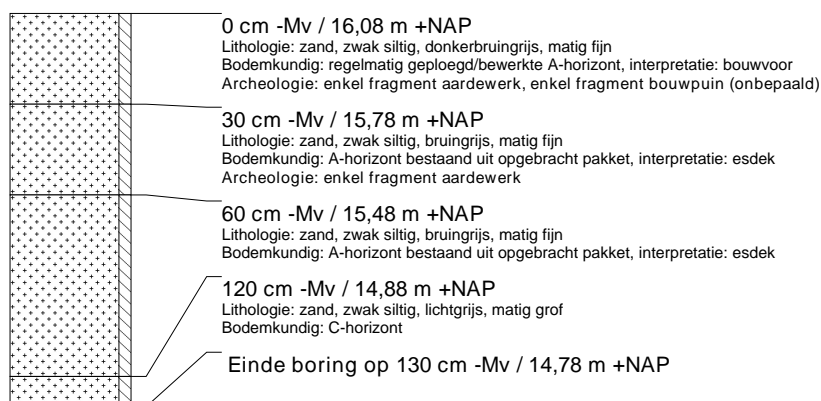 0 cm -Mv / 16,08 m +NAP
Lithologie: zand, zwak siltig, donkerbruingrijs, matig fijn
Bodemkundig: regelmatig geploegd/bewerkte A-horizont, interpretatie: bouwvoor
Archeologie: enkel fragment aardewerk, enkel fragment bouwpuin (onbepaald)
30 cm -Mv / 15,78 m +NAP
Lithologie: zand, zwak siltig, bruingrijs, matig fijn
Bodemkundig: A-horizont bestaand uit opgebracht pakket, interpretatie: esdek
Archeologie: enkel fragment aardewerk
60 cm -Mv / 15,48 m +NAP
Lithologie: zand, zwak siltig, bruingrijs, matig fijn
Bodemkundig: A-horizont bestaand uit opgebracht pakket, interpretatie: esdek
120 cm -Mv / 14,88 m +NAP
Lithologie: zand, zwak siltig, lichtgrijs, matig grof
Bodemkundig: C-horizont
Einde boring op 130 cm -Mv / 14,78 m +NAP